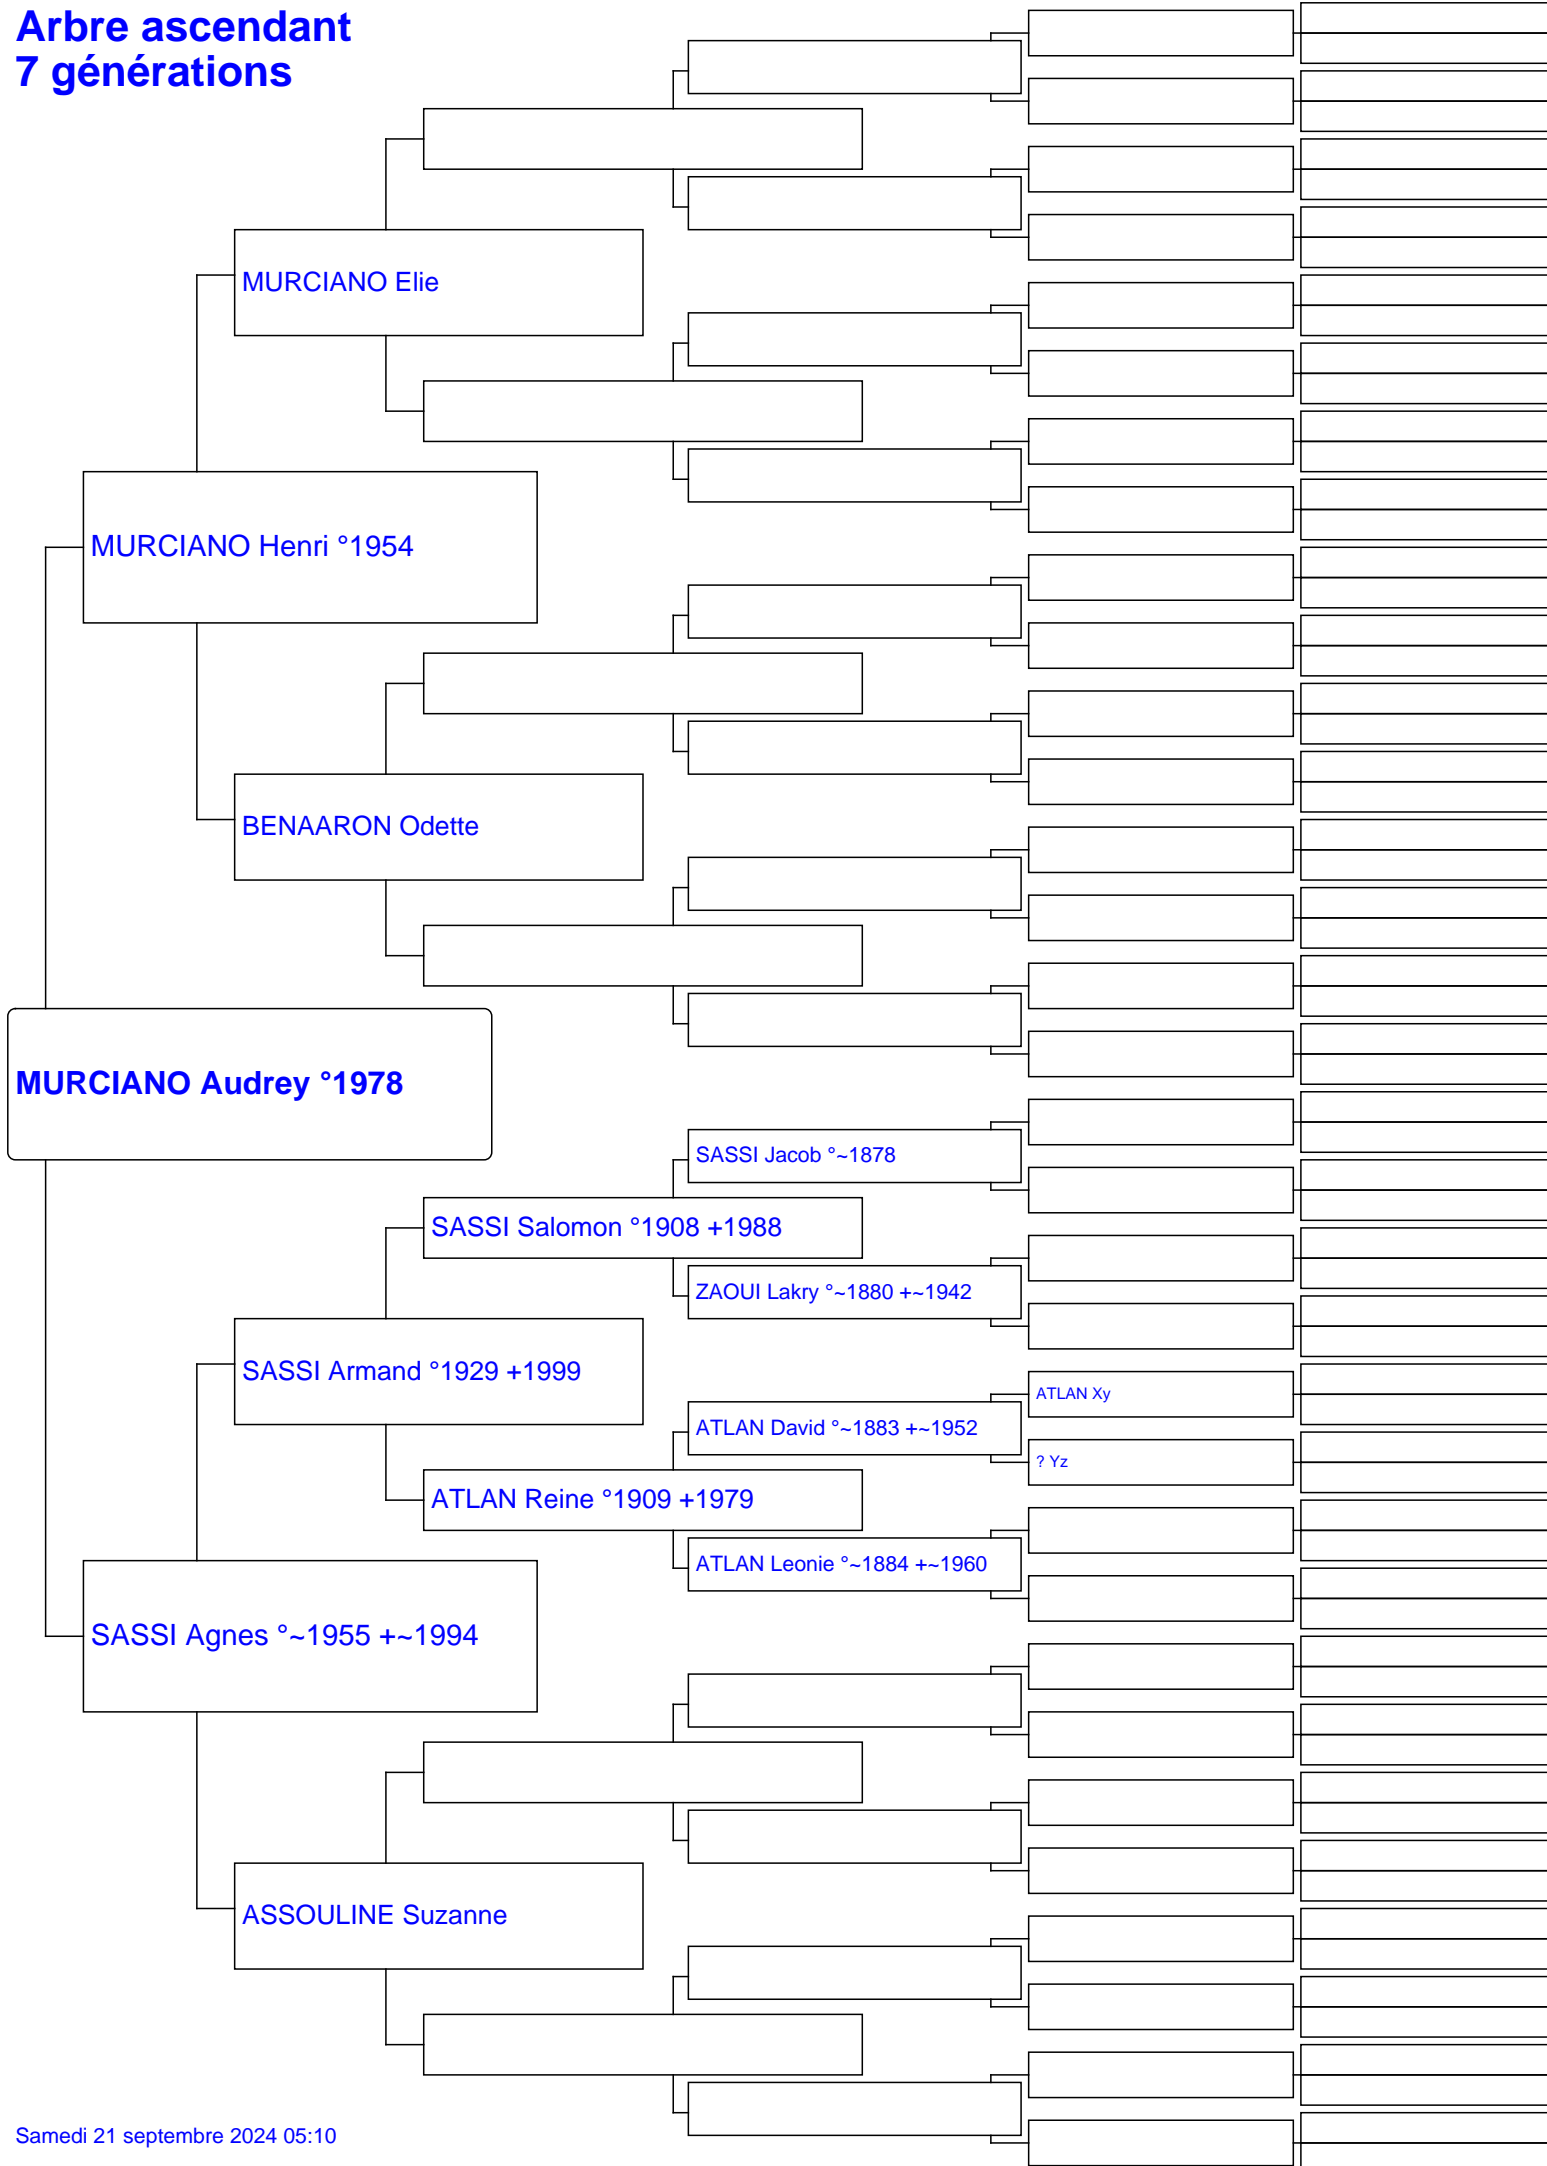 Arbre ascendant
7 générations
MURCIANO Elie
MURCIANO Henri °1954
BENAARON Odette
MURCIANO Audrey °1978
SASSI Jacob °~1878
SASSI Salomon °1908 +1988
ZAOUI Lakry °~1880 +~1942
SASSI Armand °1929 +1999
ATLAN Xy
ATLAN David °~1883 +~1952
? Yz
ATLAN Reine °1909 +1979
ATLAN Leonie °~1884 +~1960
SASSI Agnes °~1955 +~1994
ASSOULINE Suzanne
Samedi 21 septembre 2024 05:10